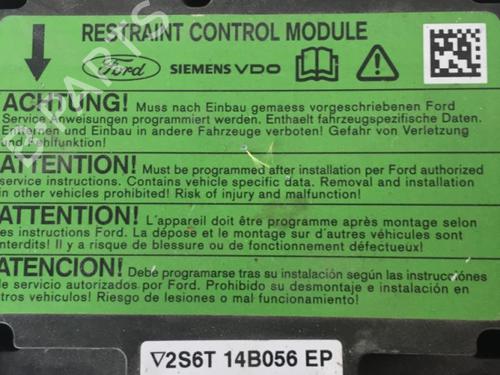 RESTRAINT CONTROL MODULE
Ford SIEMENS VDO
ACHTUNG! Muss nach Einbau gemaess vorgeschriebenen Ford
Service Anweisungen programmiert werden. Enthaelt fahrzeugspezifische Daten.
Entfernen und Einbau in andere Fahrzeuge verboten! Gefahr von Verletzung
und Fehlfunktion!
ATTENTION! Must be programmed after installation per Ford authorized
service instructions. Contains vehicle specific data. Removal and installation
in other vehicles prohibited! Risk of injury and malfunction!
ATTENTION! L´appareil doit être programme après montage selon
les instructions Ford. La dépose et le montage sur d´autres véhicules sont
interdits! Il y a risque de blessure ou de fonctionnement défectueux!
ATENCION! Debe programarse tras su instalación según las instrucciónes
de servicio autorizados por Ford. Prohibido su desmontaje e instalación en
otros vehiculos! Riesgo de lesiones o mal funcionamiento!
2S6T 14B056 EP